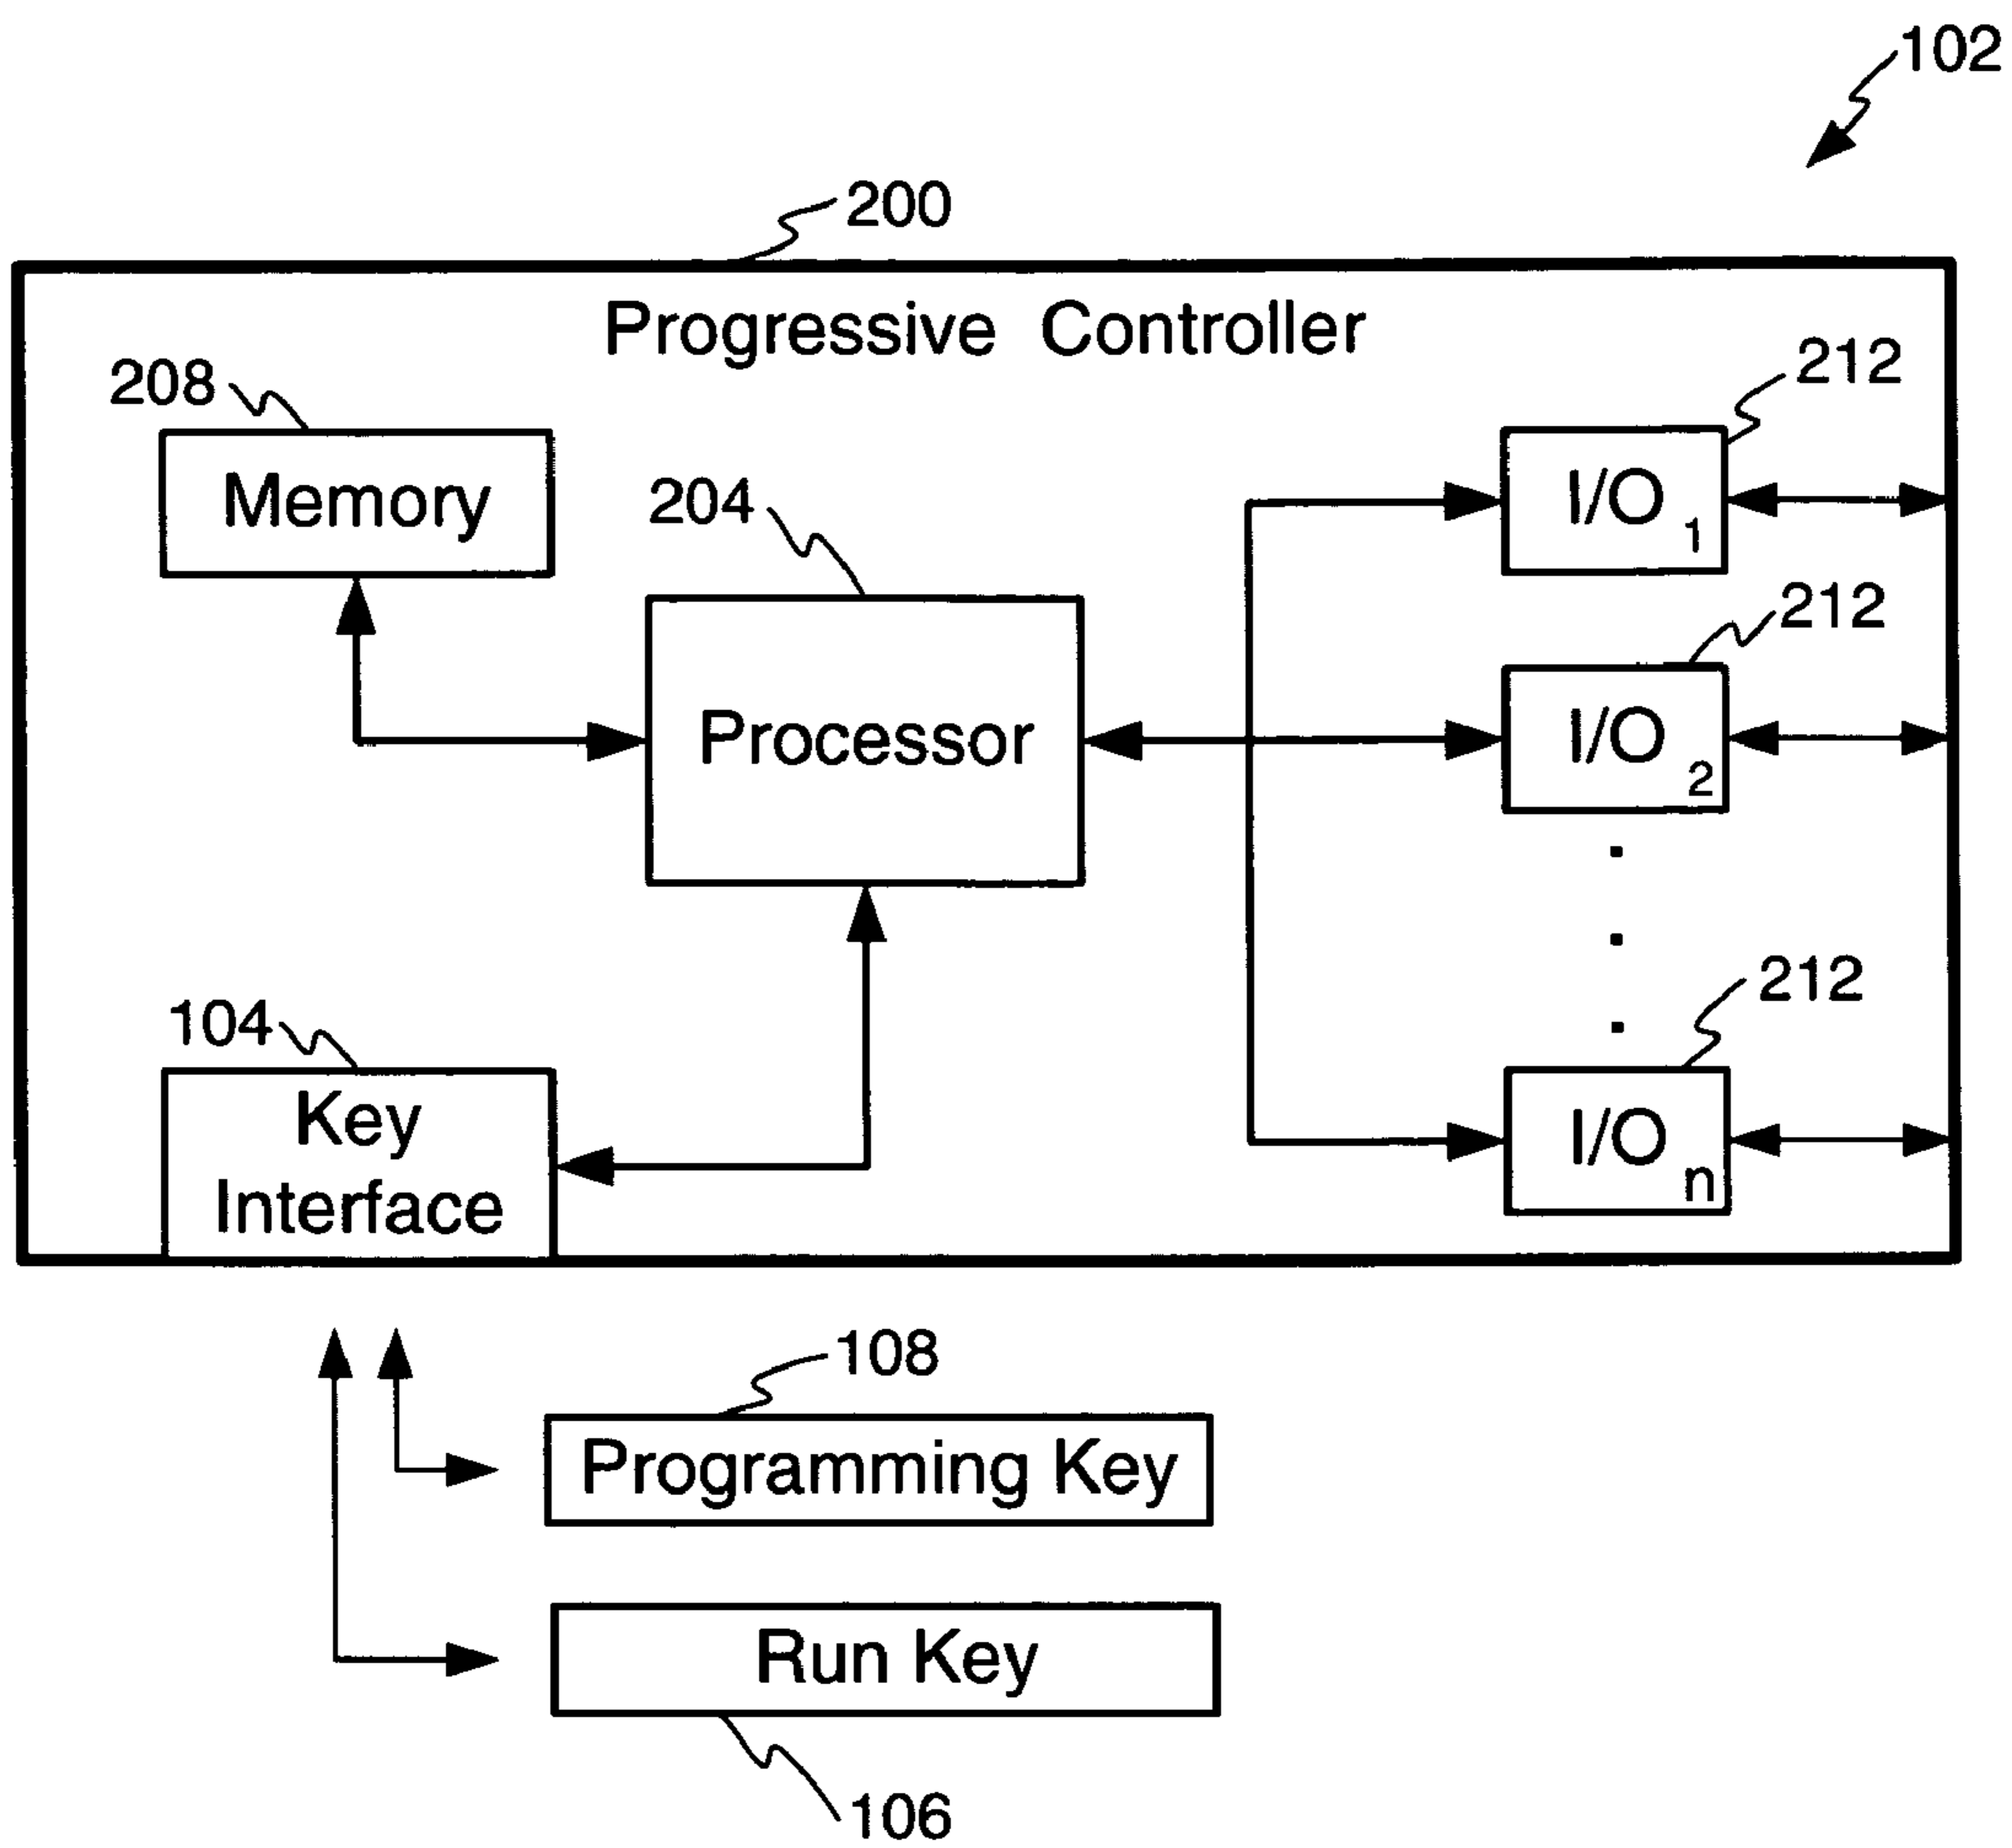 102
200
Progressive Controller
208
212
Memory
204
I/O 1
212
Processor
I/O 2
212
104
Key
Interface
I/O n
108
Programming Key
Run Key
106